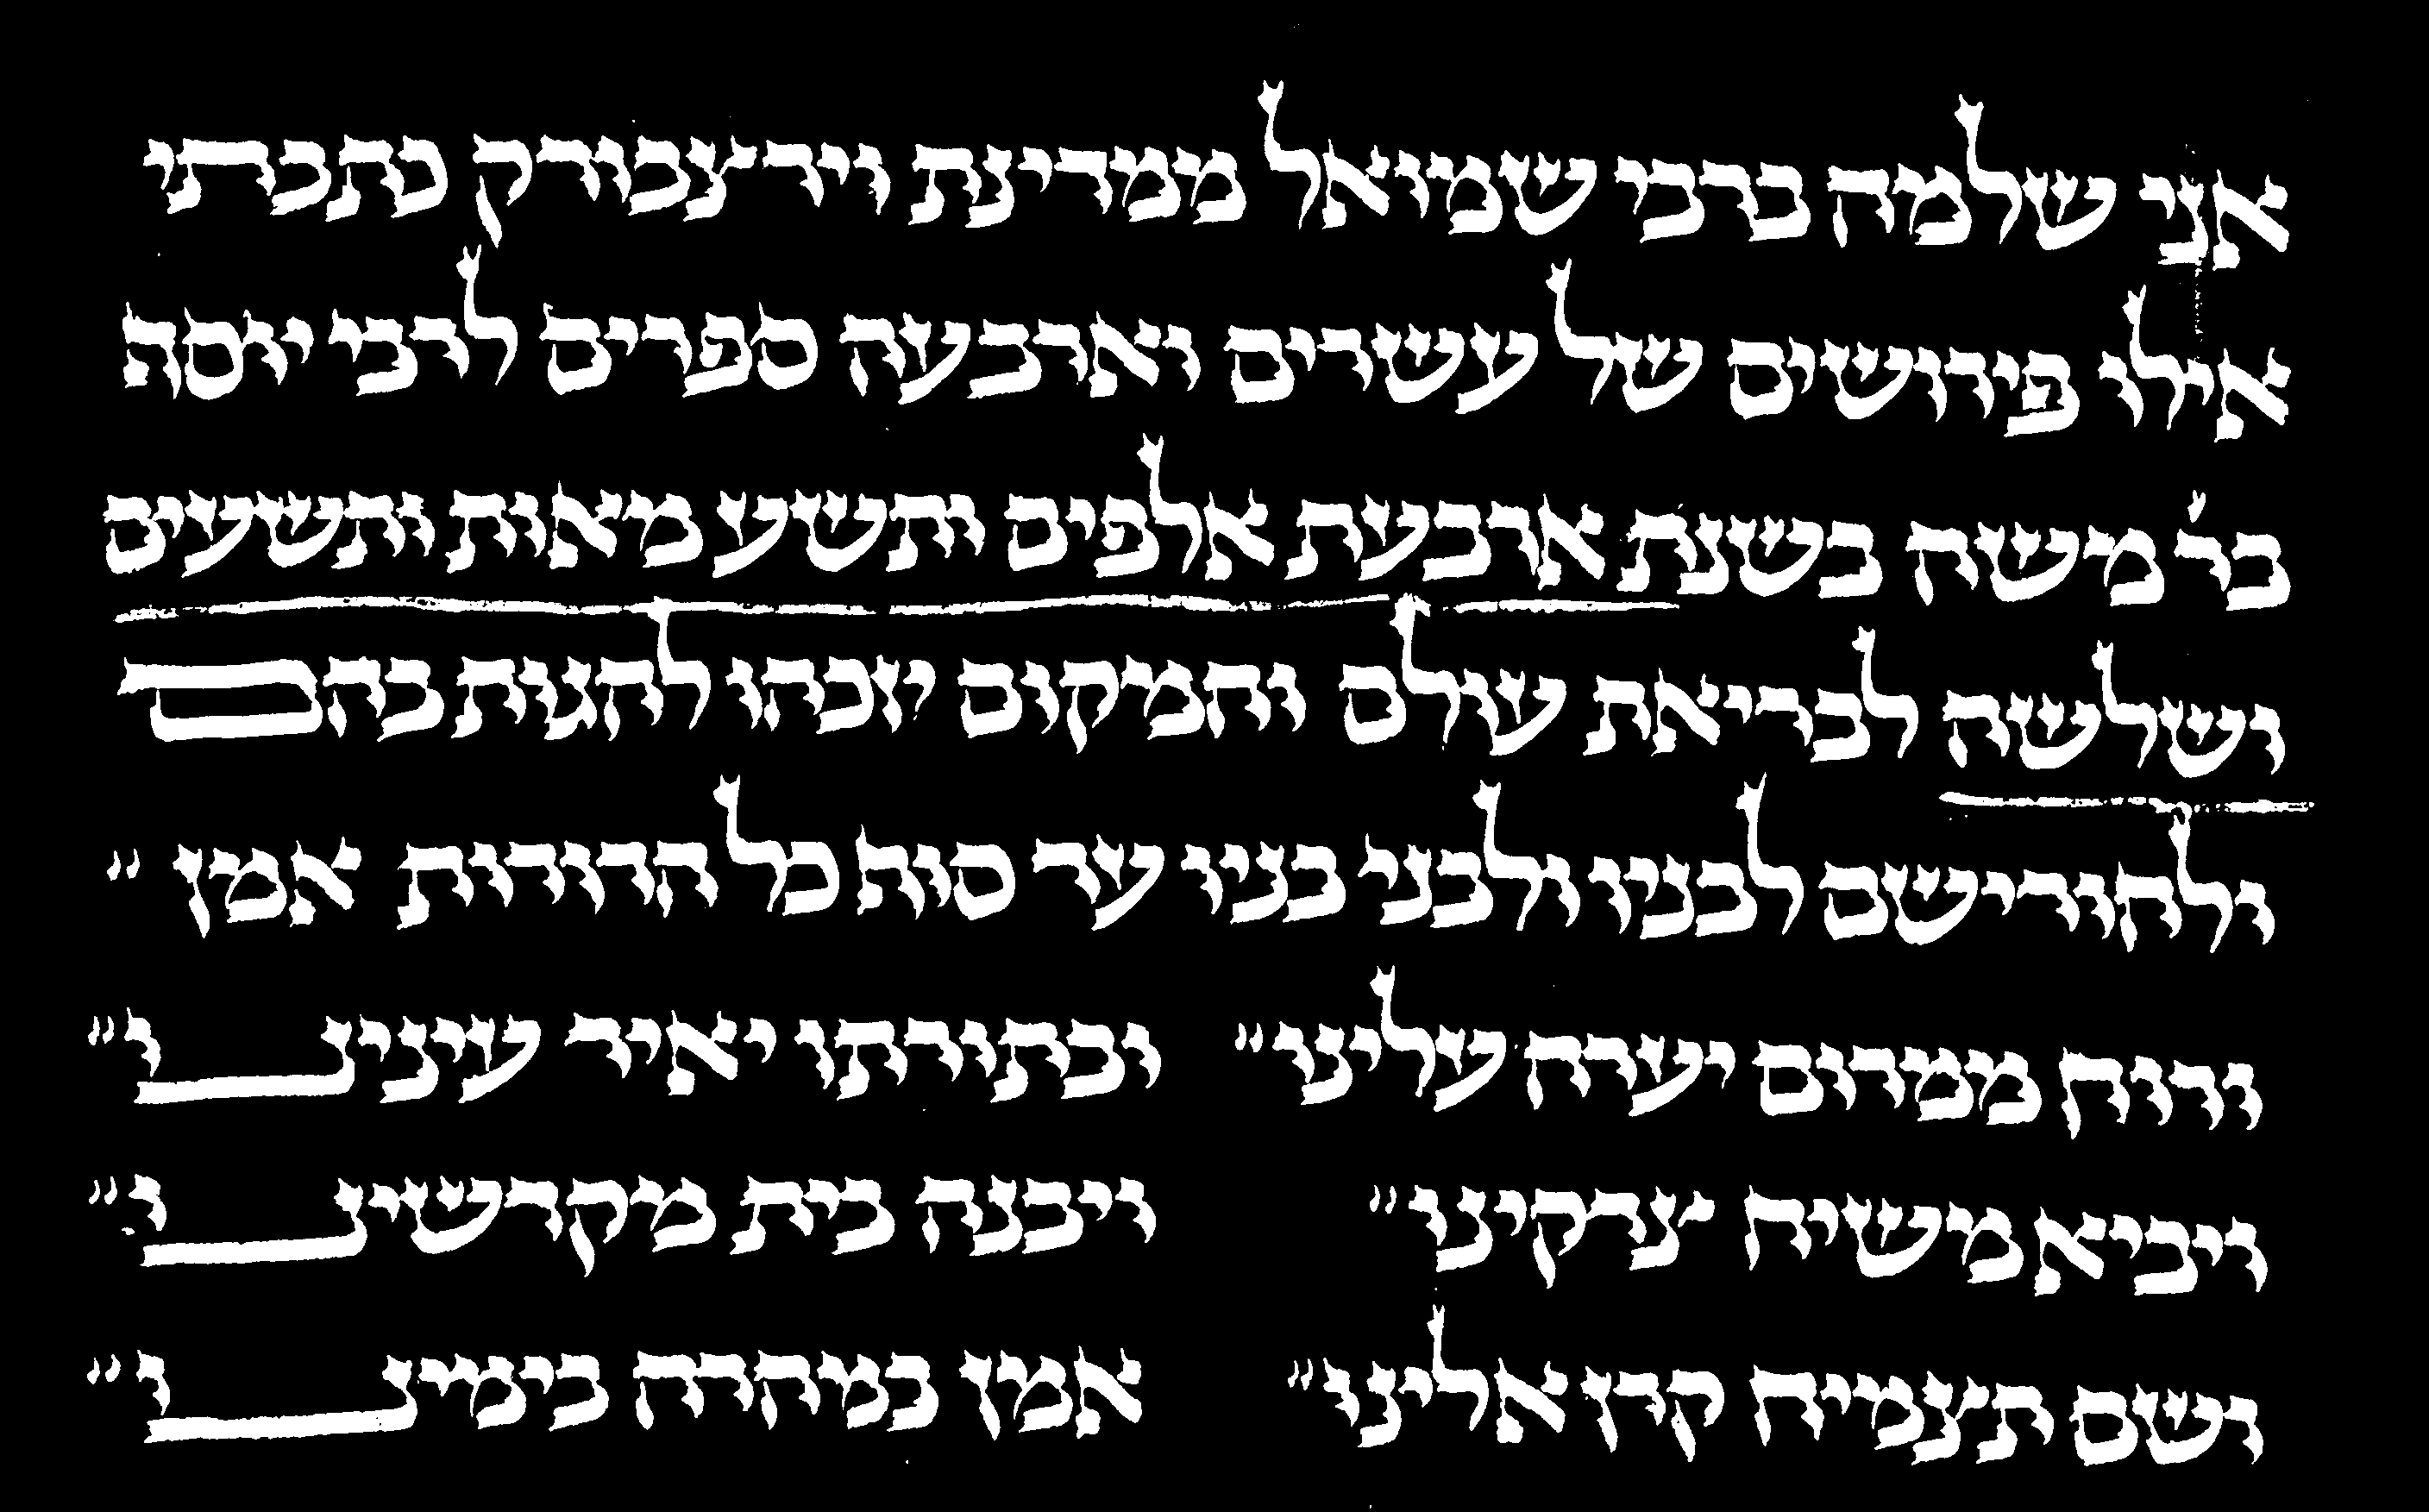 אני שלמה ברבי שמואל ממדינת וירצבורק כתבתי
אילו פירושים של עשרים וארבעה ספרים לרבי יוסה
בר׳ משה בשנת ארבעת אלפים ותשע מאות ותשעים
ושלשה לבריאת עולם והמקום יזכהו להגות בהם
ולהורישם לבניו ולבני בניו עד סוף כל הדורות אמן ״
ורוח ממרום יערה עלינו ״ ובתורתו יאיר עינינו ״
ויביא משיח צדקינו ״ ויבנה בית מקדשינו ״
ושם תצמיח קרן אלינו ״ אמן במהרה בימינו ״